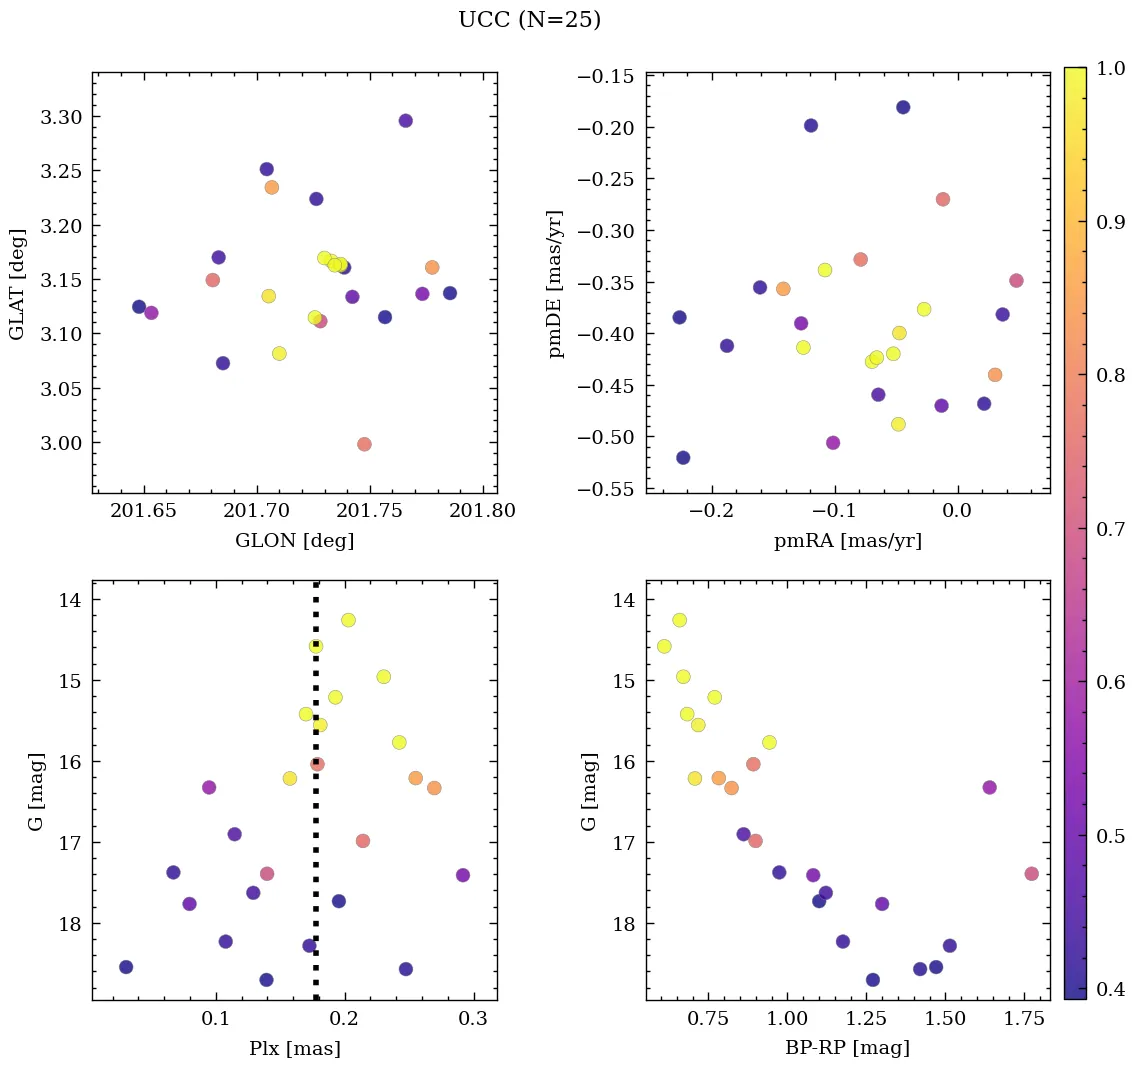 UCC (N=25)
3.30
3.25
3.20
3.15
3.10
3.05
3.00
GLAT [deg]
201.65 201.70 201.75 201.80
GLON [deg]
−0.15
−0.20
−0.25
−0.30
−0.35
−0.40
−0.45
−0.50
−0.55
pmDE [mas/yr]
−0.2 −0.1 0.0
pmRA [mas/yr]
14
15
16
17
18
G [mag]
0.1 0.2 0.3
Plx [mas]
14
15
16
17
18
G [mag]
0.75 1.00 1.25 1.50 1.75
BP-RP [mag]
1.0
0.9
0.8
0.7
0.6
0.5
0.4